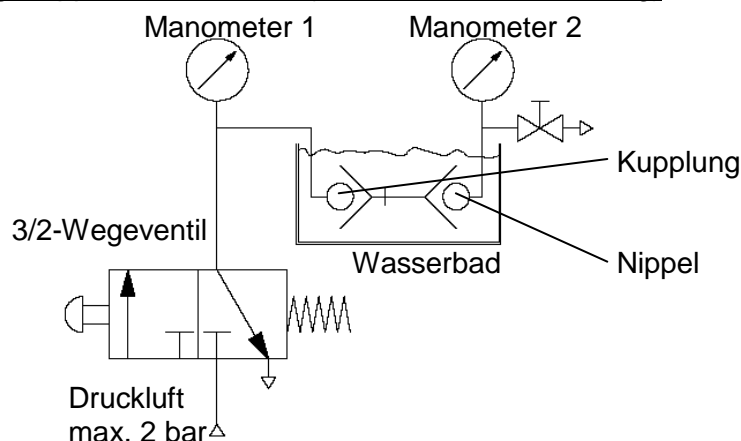 Manometer 1
Manometer 2
Kupplung
3/2-Wegeventil
Wasserbad
Nippel
Druckluft
max. 2 bar